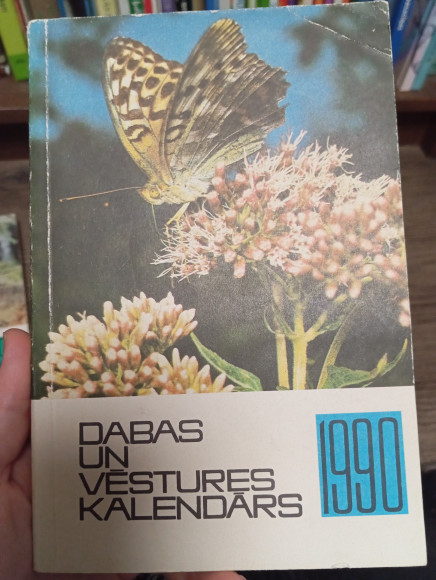 DABAS
UN
VĒSTURES
KALENDĀRS
1990